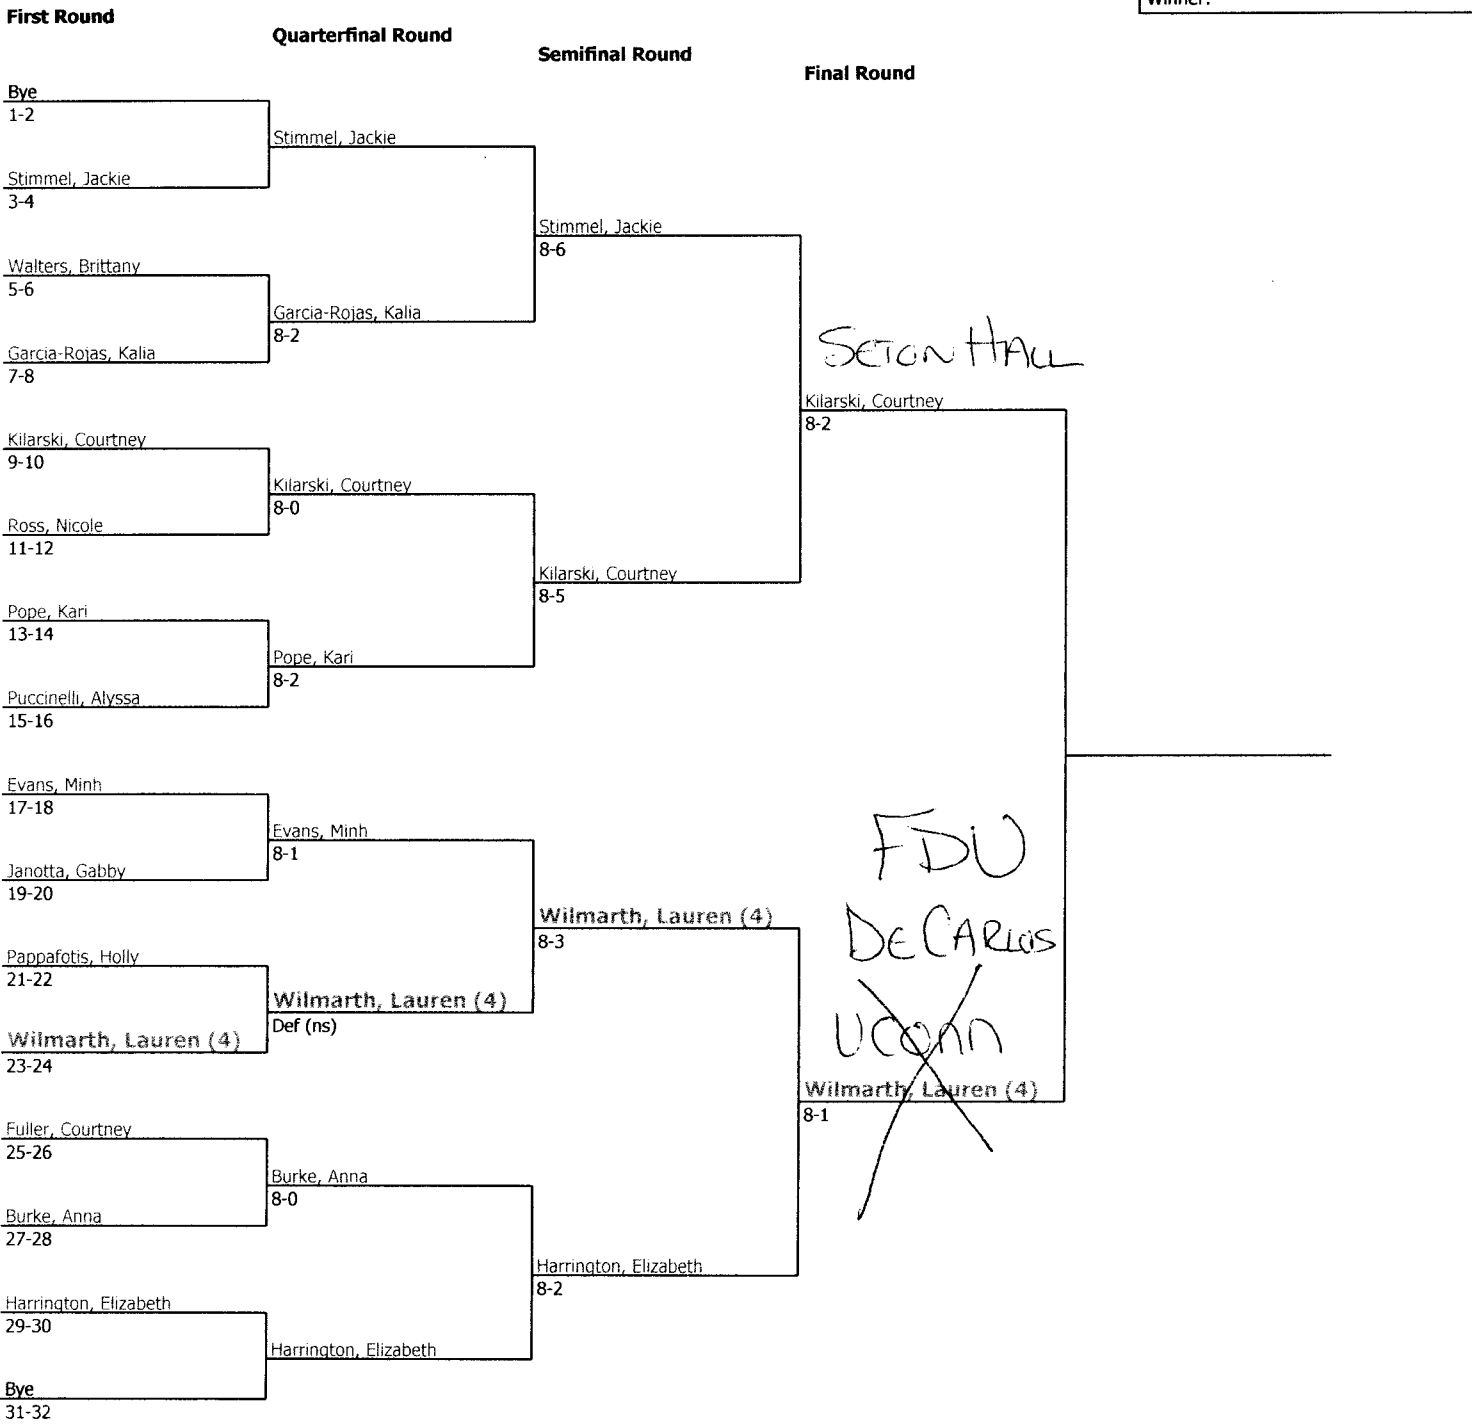 Winner:
First Round
Quarterfinal Round
Semifinal Round
Final Round
Bye
1-2
Stimmel, Jackie
Stimmel, Jackie
3-4
Stimmel, Jackie
8-6
Walters, Brittany
5-6
Garcia-Rojas, Kalia
8-2
Garcia-Rojas, Kalia
7-8
SETON HALL
Kilarski, Courtney
8-2
Kilarski, Courtney
9-10
Kilarski, Courtney
8-0
Ross, Nicole
11-12
Kilarski, Courtney
8-5
Pope, Kari
13-14
Pope, Kari
8-2
Puccinelli, Alyssa
15-16
Evans, Minh
17-18
Evans, Minh
8-1
Janotta, Gabby
19-20
FDU
Wilmarth, Lauren (4)
8-3
DECARLOS
Pappafotis, Holly
21-22
Wilmarth, Lauren (4)
Def (ns)
Wilmarth, Lauren (4)
23-24
UConn
Wilmarth, Lauren (4)
8-1
Fuller, Courtney
25-26
Burke, Anna
8-0
Burke, Anna
27-28
Harrington, Elizabeth
8-2
Harrington, Elizabeth
29-30
Harrington, Elizabeth
Bye
31-32